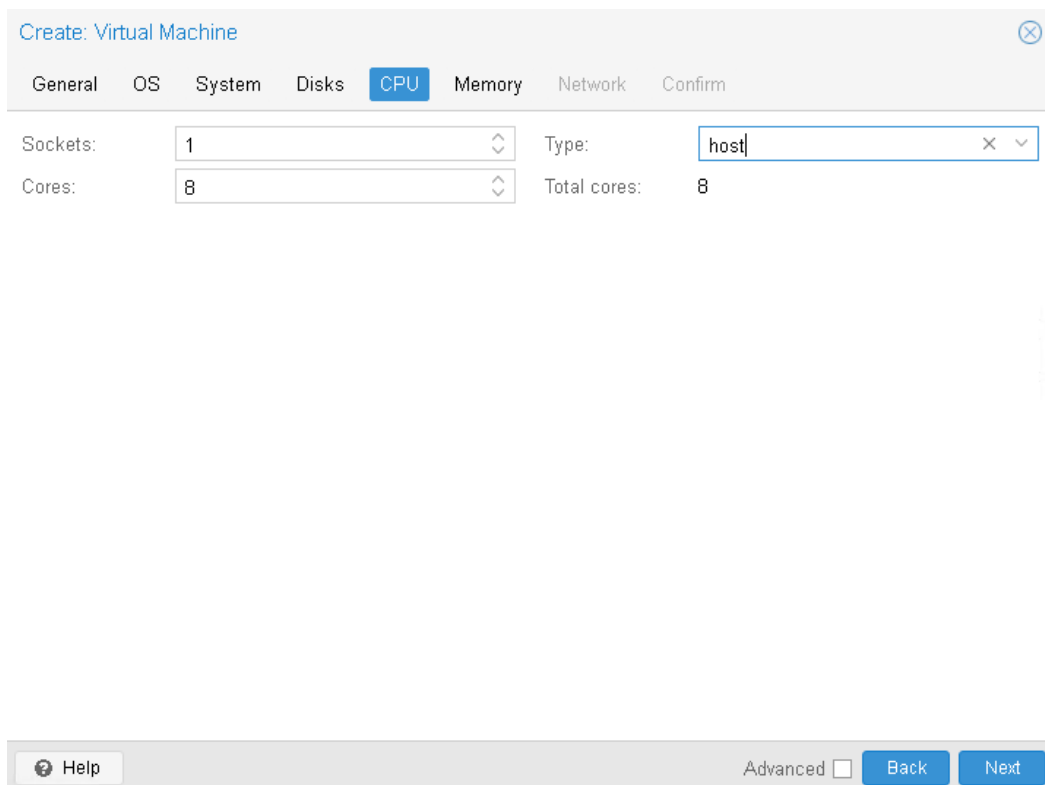 Create: Virtual Machine
General OS System Disks CPU Memory Network Confirm
Sockets: 1 Type: host
Cores: 8 Total cores: 8
Help Advanced Back Next